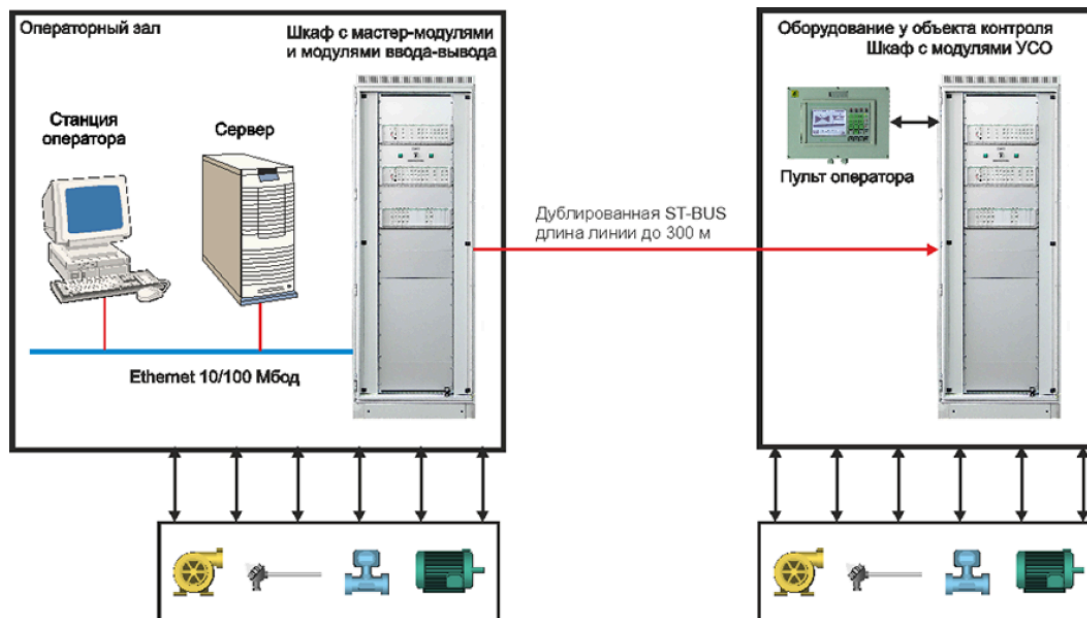 Операторный зал
Шкаф с мастер-модулями
и модулями ввода-вывода
Станция
оператора
Сервер
Ethernet 10/100 Мбод
Дублированная ST-BUS
длина линии до 300 м
Оборудование у объекта контроля
Шкаф с модулями УСО
Пульт оператора